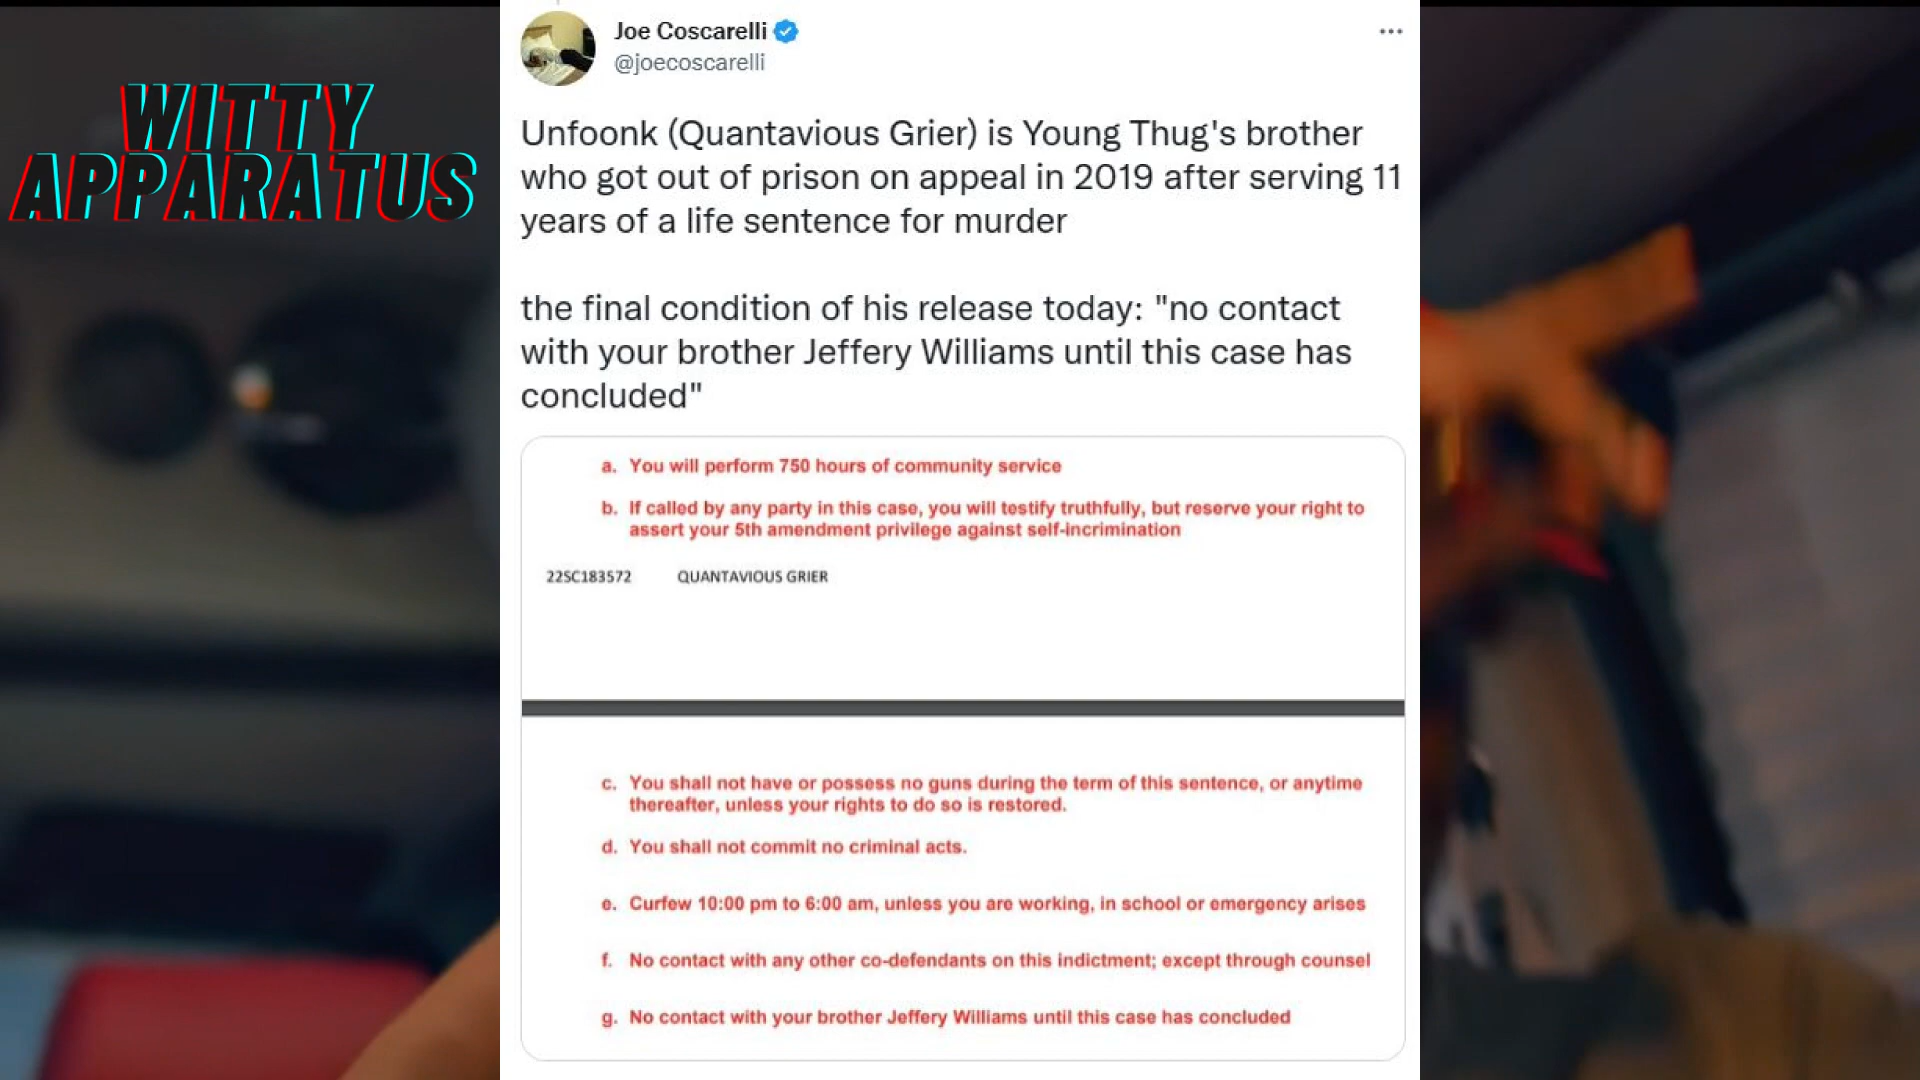 WITTY
APPARATUS
Joe Coscarelli
@joecoscarelli
Unfoonk (Quantavious Grier) is Young Thug's brother
who got out of prison on appeal in 2019 after serving 11
years of a life sentence for murder
the final condition of his release today: "no contact
with your brother Jeffery Williams until this case has
concluded"
a. You will perform 750 hours of community service
b. If called by any party in this case, you will testify truthfully, but reserve your right to
assert your 5th amendment privilege against self-incrimination
22SC183572 QUANTAVIOUS GRIER
c. You shall not have or possess no guns during the term of this sentence, or anytime
thereafter, unless your rights to do so is restored.
d. You shall not commit no criminal acts.
e. Curfew 10:00 pm to 6:00 am, unless you are working, in school or emergency arises
f. No contact with any other co-defendants on this indictment; except through counsel
g. No contact with your brother Jeffery Williams until this case has concluded